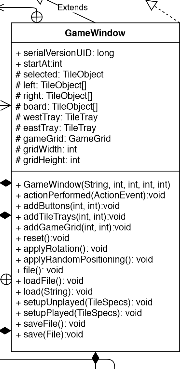 Extends
GameWindow
+ serialVersionUID: long
+ startAt:int
# selected: TileObject
# left: TileObject[]
# right: TileObject[]
# board: TileObject[]
# westTray: TileTray
# eastTray: TileTray
# gameGrid: GameGrid
# gridWidth: int
# gridHeight: int
+ GameWindow(String, int, int, int, int)
+ actionPerformed(ActionEvent):void
+ addButtons(int, int):void
+ addTileTrays(int, int):void
+ addGameGrid(int, int):void
+ reset():void
+ applyRotation(): void
+ applyRandomPositioning(): void
+ file(): void
+ loadFile(): void
+ load(String): void
+ setupUnplayed(TileSpecs): void
+ setupPlayed(TileSpecs): void
+ saveFile(): void
+ save(File):void